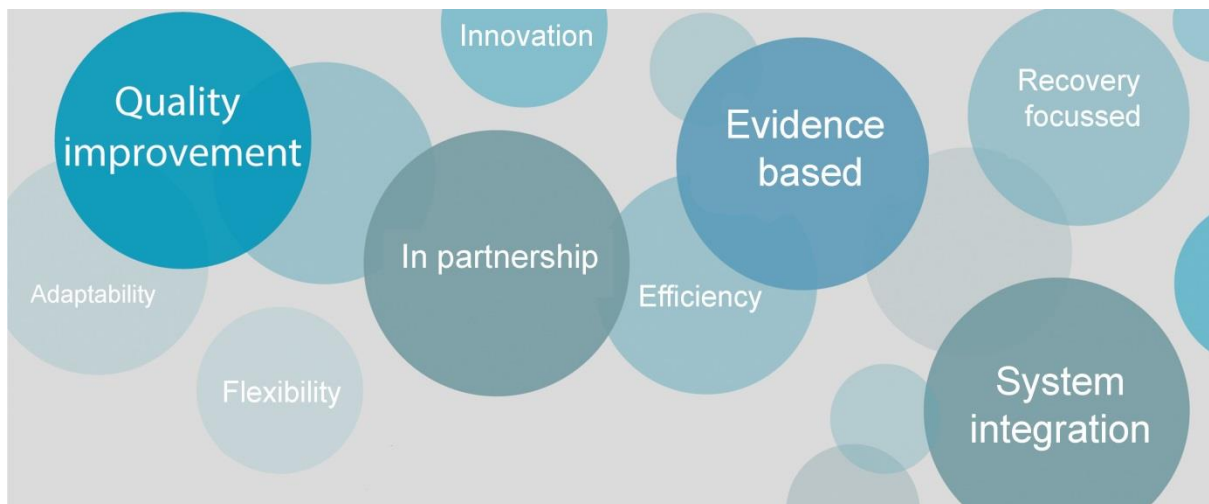 Innovation
Quality
improvement
Evidence
based
Recovery
focussed
In partnership
Adaptability
Efficiency
Flexibility
System
integration